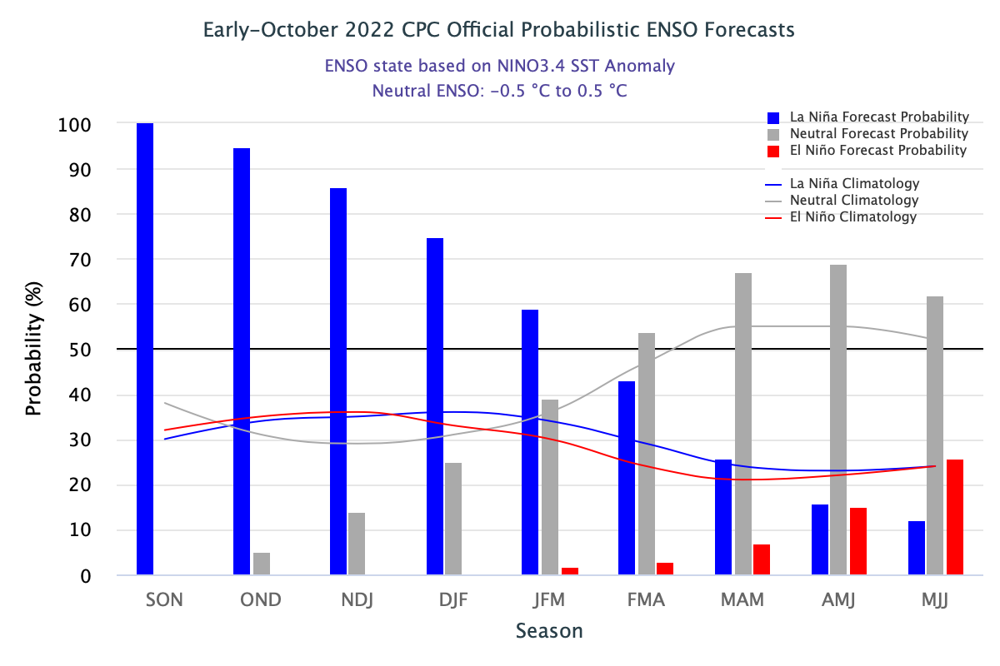 Early−October 2022 CPC Official Probabilistic ENSO Forecasts
ENSO state based on NINO3.4 SST Anomaly
Neutral ENSO: −0.5 °C to 0.5 °C
La Niña Forecast Probability
Neutral Forecast Probability
El Niño Forecast Probability
La Niña Climatology
Neutral Climatology
El Niño Climatology
Probability (%)
100
90
80
70
60
50
40
30
20
10
0
SON OND NDJ DJF JFM FMA MAM AMJ MJJ
Season